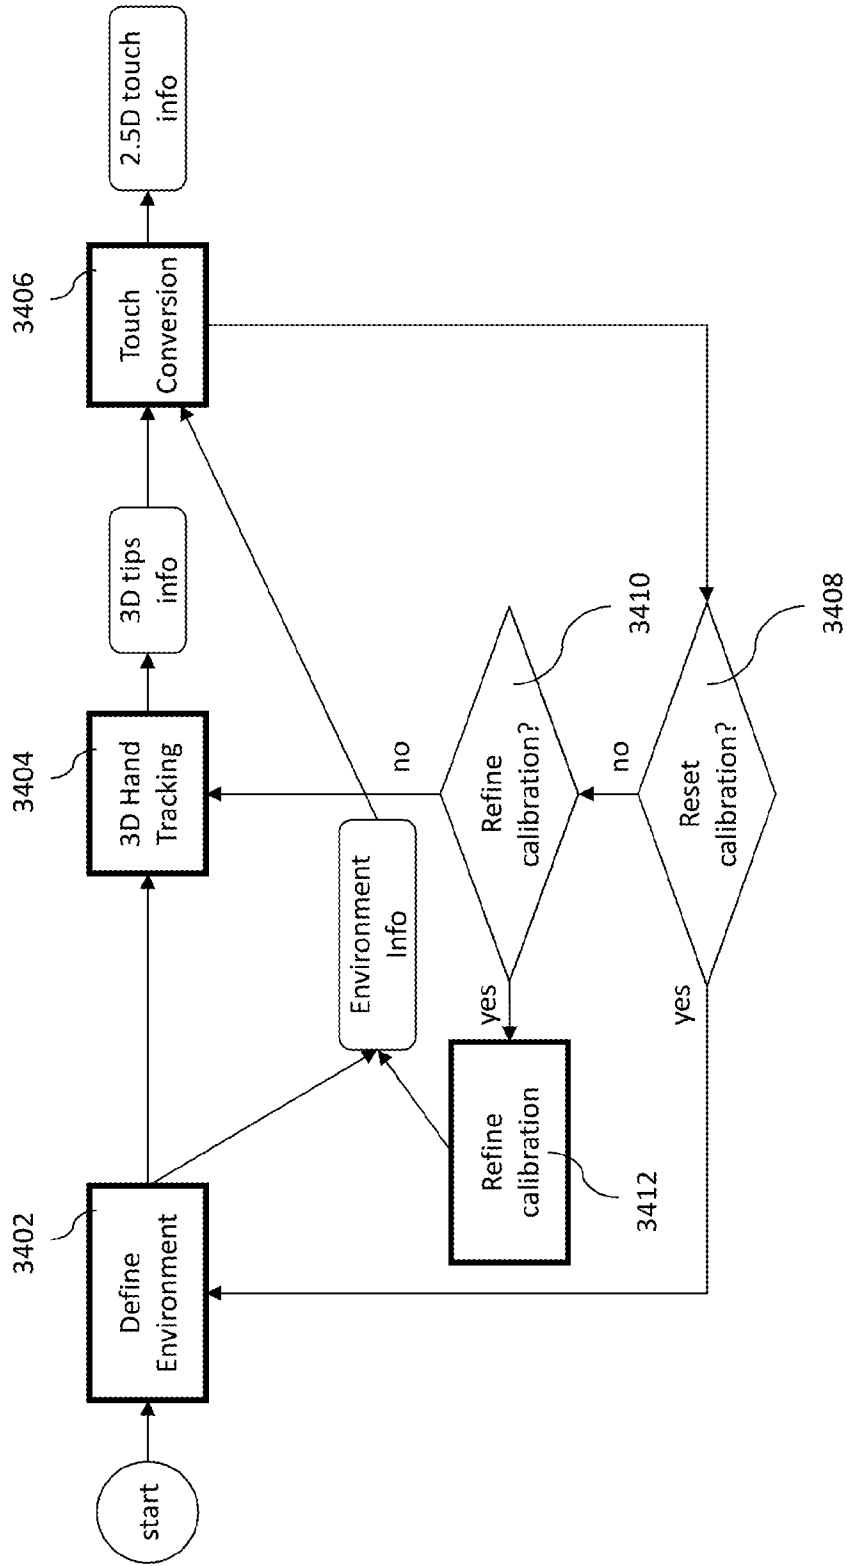 start
3402
Define
Environment
3404
3D Hand
Tracking
3D tips
info
3406
Touch
Conversion
2.5D touch
info
Environment
Info
no
3410
Refine
calibration?
yes
Refine
calibration
3412
no
3408
Reset
calibration?
yes